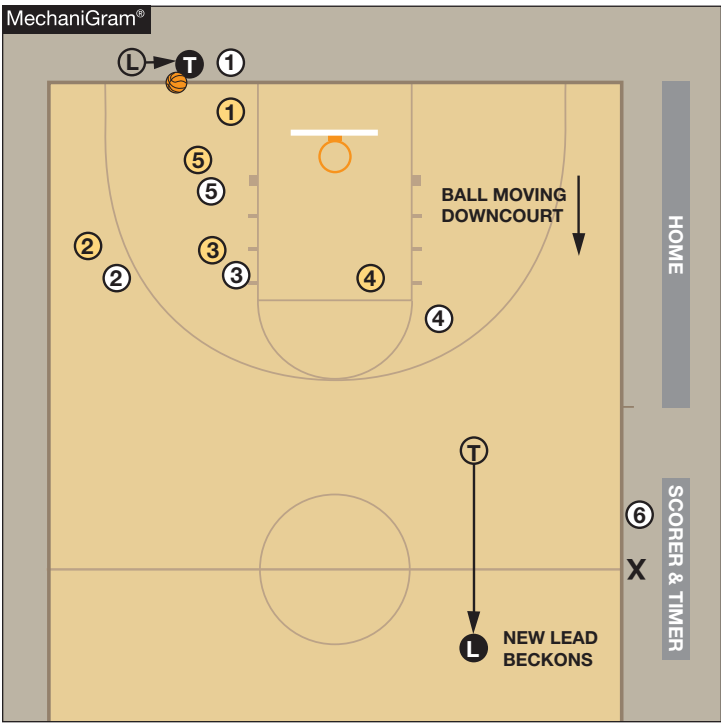 MechaniGram®
L T 1
1
5
5
BALL MOVING
DOWNCOURT
HOME
2
2
3
3
4
4
T
6
SCORER & TIMER
X
L
NEW LEAD
BECKONS